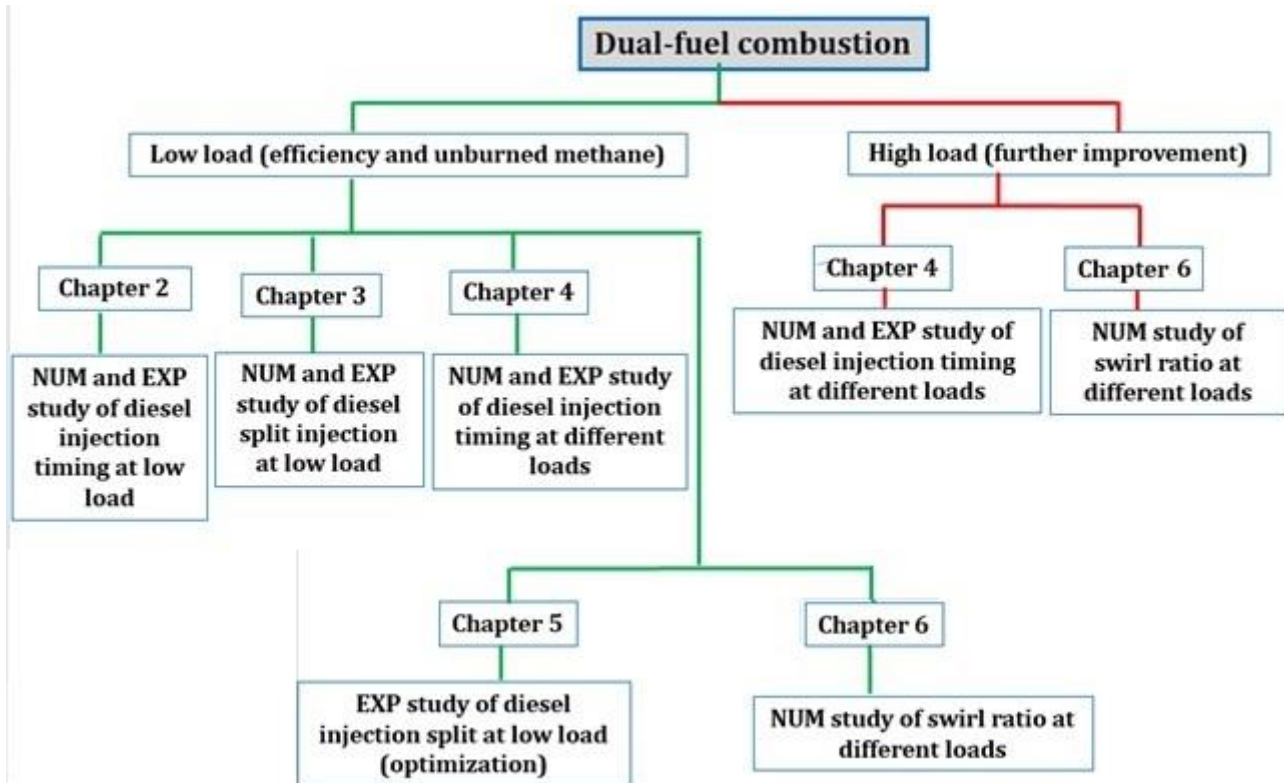 Dual-fuel combustion
Low load (efficiency and unburned methane)
High load (further improvement)
Chapter 2
Chapter 3
Chapter 4
Chapter 4
Chapter 6
NUM and EXP
study of diesel
injection
timing at low
load
NUM and EXP
study of diesel
split injection
at low load
NUM and EXP study
of diesel injection
timing at different
loads
NUM and EXP study of
diesel injection timing
at different loads
NUM study of
swirl ratio at
different loads
Chapter 5
Chapter 6
EXP study of diesel
injection split at low load
(optimization)
NUM study of swirl ratio at
different loads